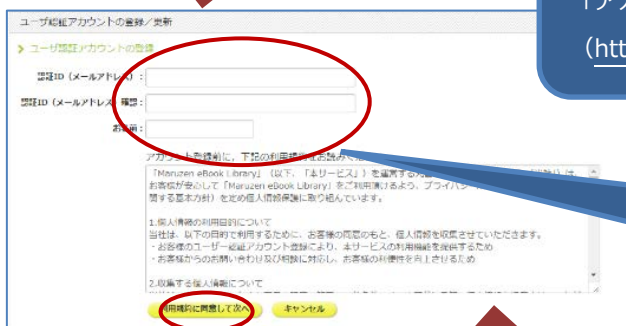 「アカ
ユーザ認証アカウントの登録／更新
(htt
ユーザ認証アカウントの登録
認証ID（メールアドレス）：
認証ID（メールアドレス）確認：
お名前：
アカウント登録前に，下記の利用規約をお読みく
「Maruzen eBook Library」（以下、「本サービス」）を運営する
は、
お客様が安心して「Maruzen eBook Library」をご利用頂けるよう、プライバシー
関する基本方針）を定め個人情報保護に取り組んでいます。
1.個人情報の利用目的について
当社は、以下の目的で利用するために、お客様の同意のもと、個人情報を収集させていただきます。
・お客様のユーザー認証アカウント登録により、本サービスの利用機能を提供するため
・お客様からのお問い合わせ及び相談に対応し、お客様の利便性を向上させるため
2.収集する個人情報について
利用規約に同意して次へ キャンセル